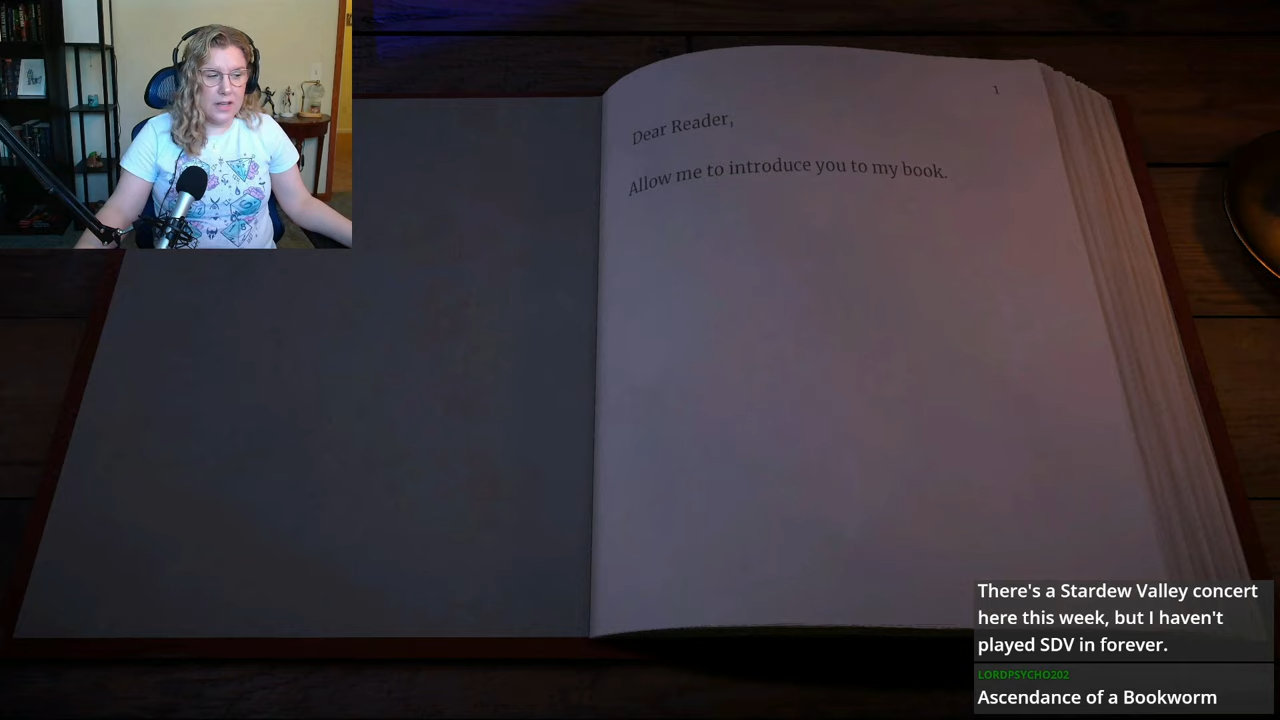 1
Dear Reader,
Allow me to introduce you to my book.
There's a Stardew Valley concert
here this week, but I haven't
played SDV in forever.
LORDPSYCHO202
Ascendance of a Bookworm